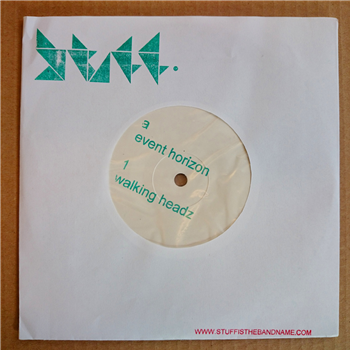 STUFF.
a
event horizon
1
walking headz
WWW.STUFFISTHEBANDNAME.COM